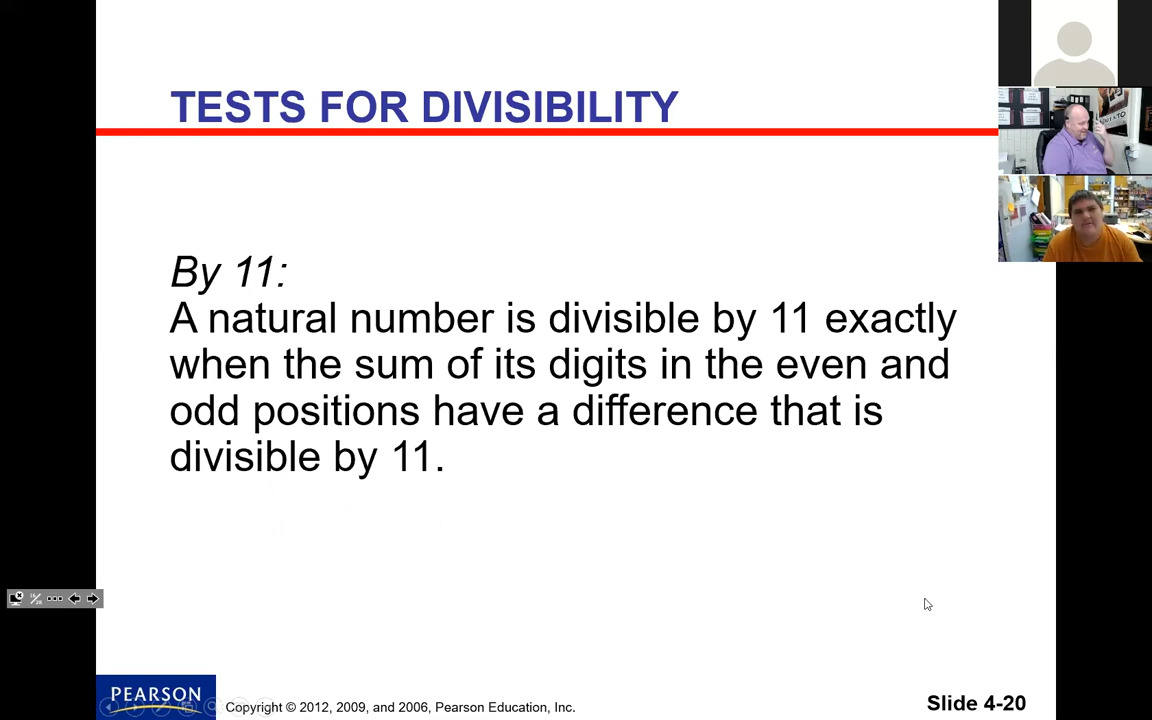 TESTS FOR DIVISIBILITY
By 11:
A natural number is divisible by 11 exactly
when the sum of its digits in the even and
odd positions have a difference that is
divisible by 11.
PEARSON
Copyright © 2012, 2009, and 2006, Pearson Education, Inc.
Slide 4-20